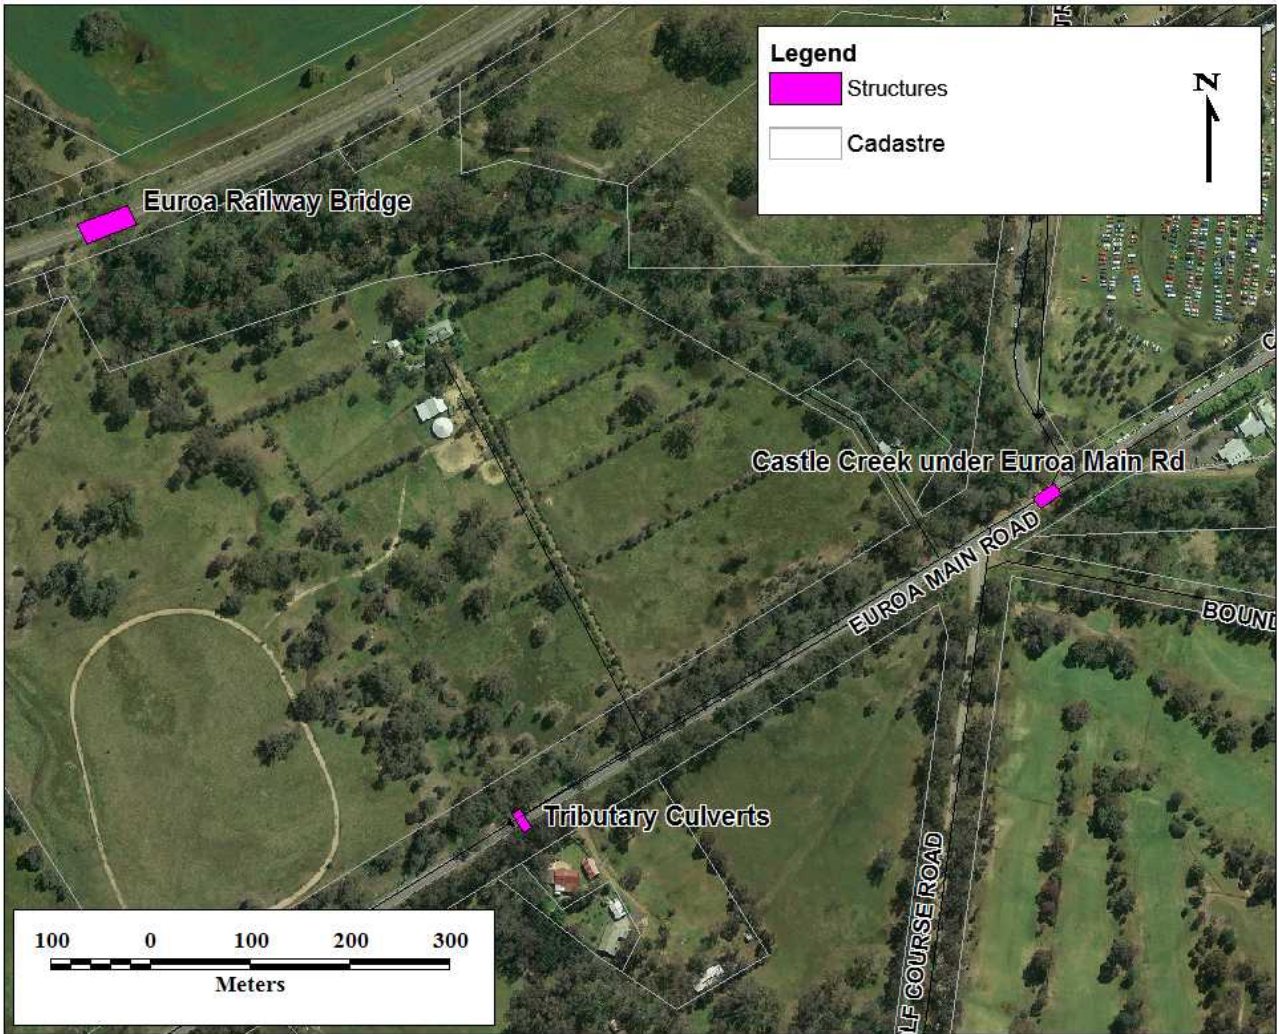 Legend
Structures
N
Cadastre
Euroa Railway Bridge
Castle Creek under Euroa Main Rd
EUROA MAIN ROAD
BOUND
Tributary Culverts
LF COURSE ROAD
100 0 100 200 300
Meters